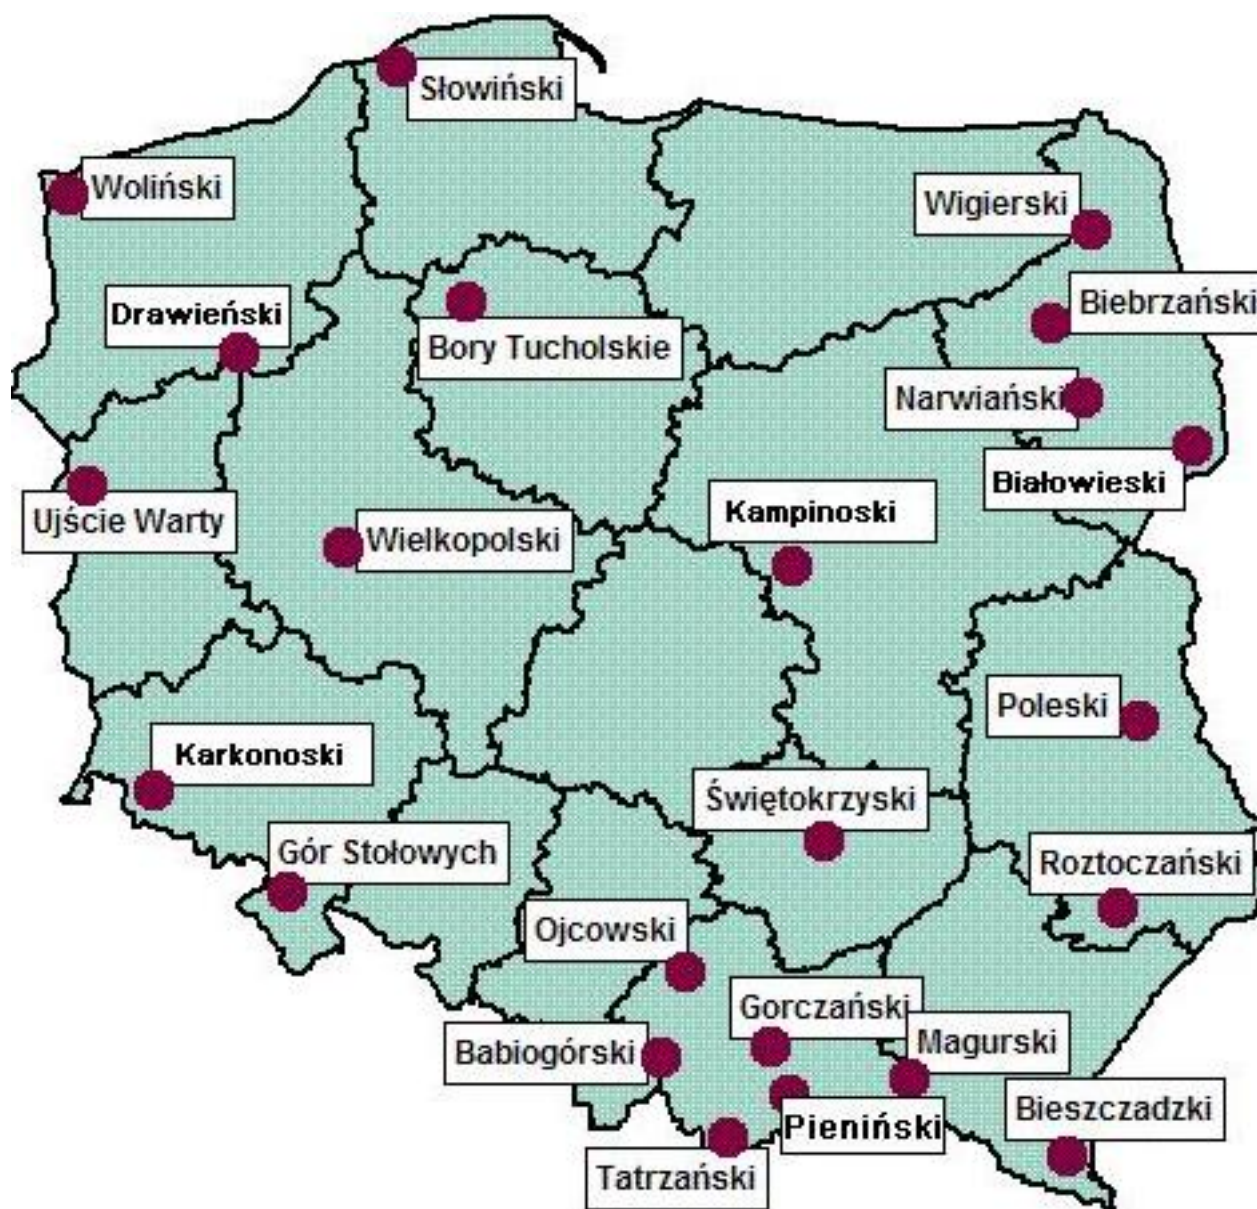 Słowiński
Woliński
Wigierski
Drawieński
Biebrzański
Bory Tucholskie
Narwiański
Białowieski
Ujście Warty
Kampinoski
Wielkopolski
Poleski
Karkonoski
Świętokrzyski
Gór Stołowych
Roztoczański
Ojcowski
Gorczański
Magurski
Babiogórski
Bieszczadzki
Pieniński
Tatrzański